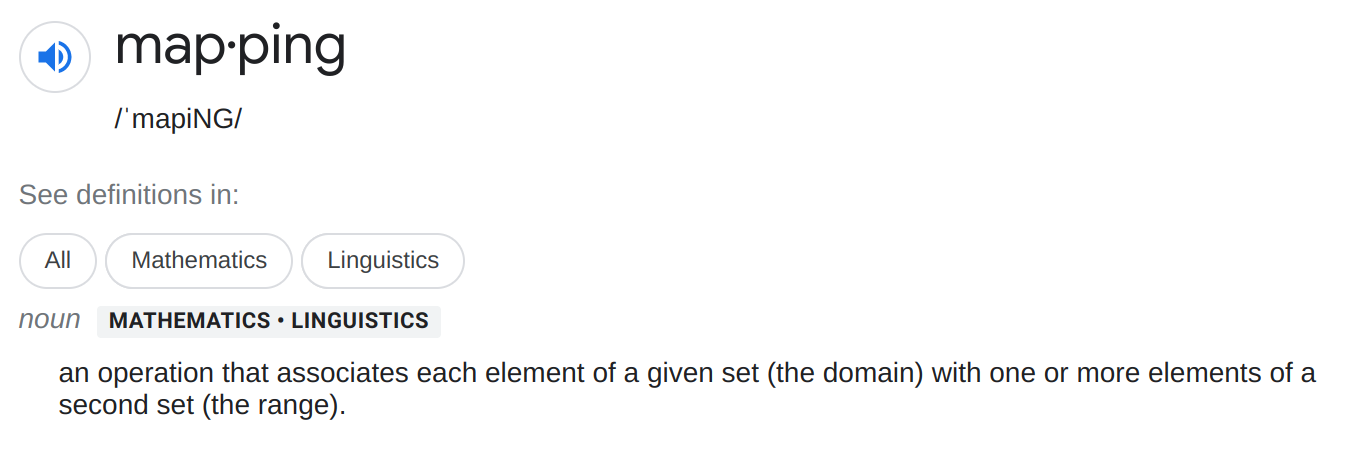 map·ping
/ˈmapiNG/
See definitions in:
All Mathematics Linguistics
noun MATHEMATICS • LINGUISTICS
an operation that associates each element of a given set (the domain) with one or more elements of a
second set (the range).